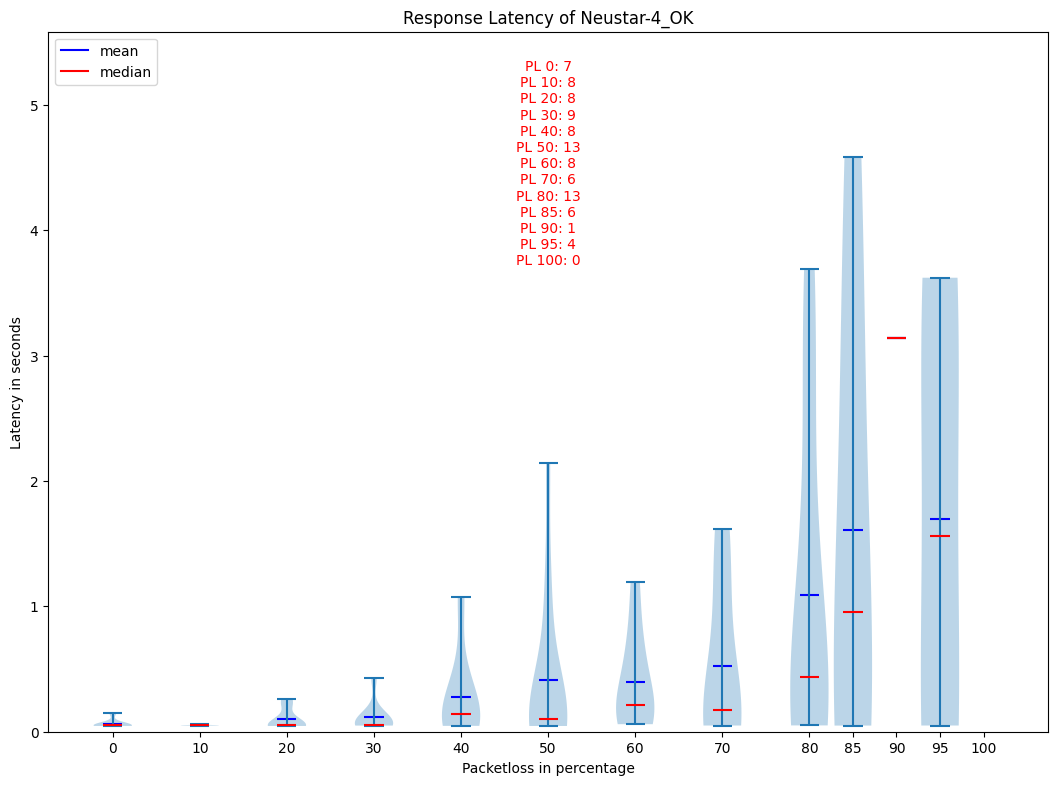 Response Latency of Neustar-4_OK
mean
median
PL 0: 7
PL 10: 8
PL 20: 8
PL 30: 9
PL 40: 8
PL 50: 13
PL 60: 8
PL 70: 6
PL 80: 13
PL 85: 6
PL 90: 1
PL 95: 4
PL 100: 0
Latency in seconds
5
4
3
2
1
0
0 10 20 30 40 50 60 70 80 85 90 95 100
Packetloss in percentage